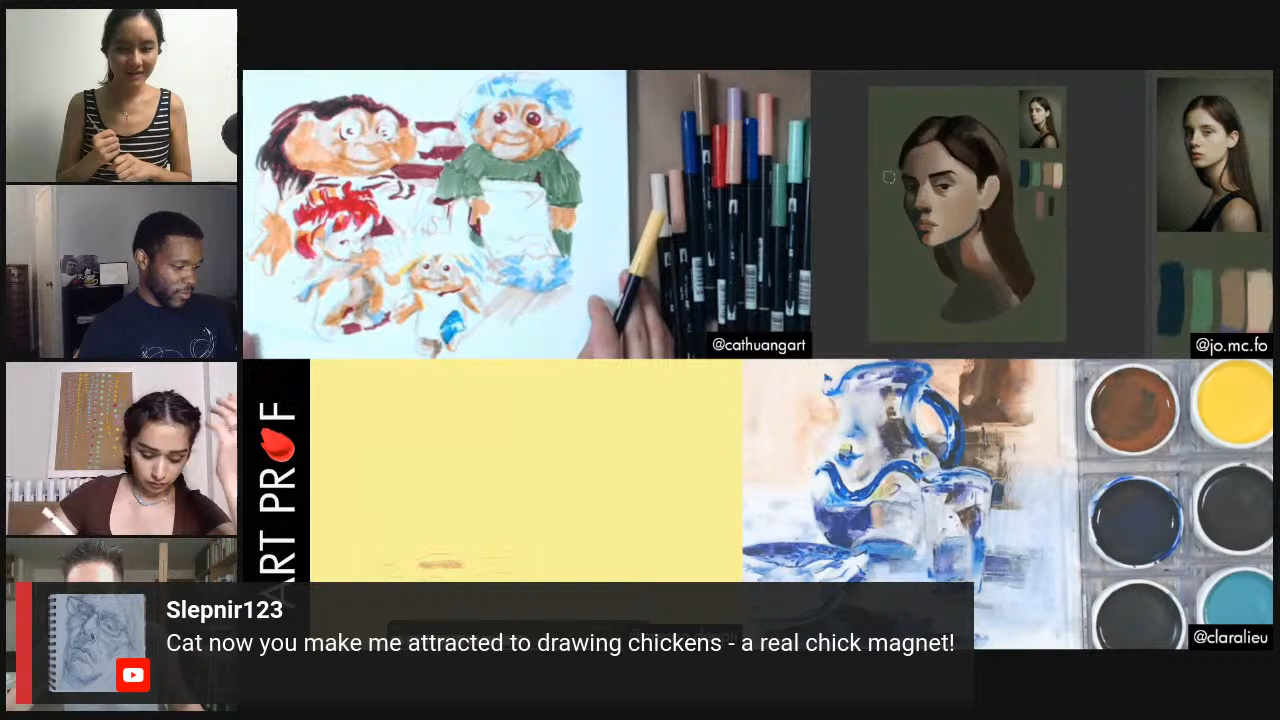 @cathuangart
@jo.mc.fo
ART PROF
@claralieu
Slepnir123
Cat now you make me attracted to drawing chickens - a real chick magnet!